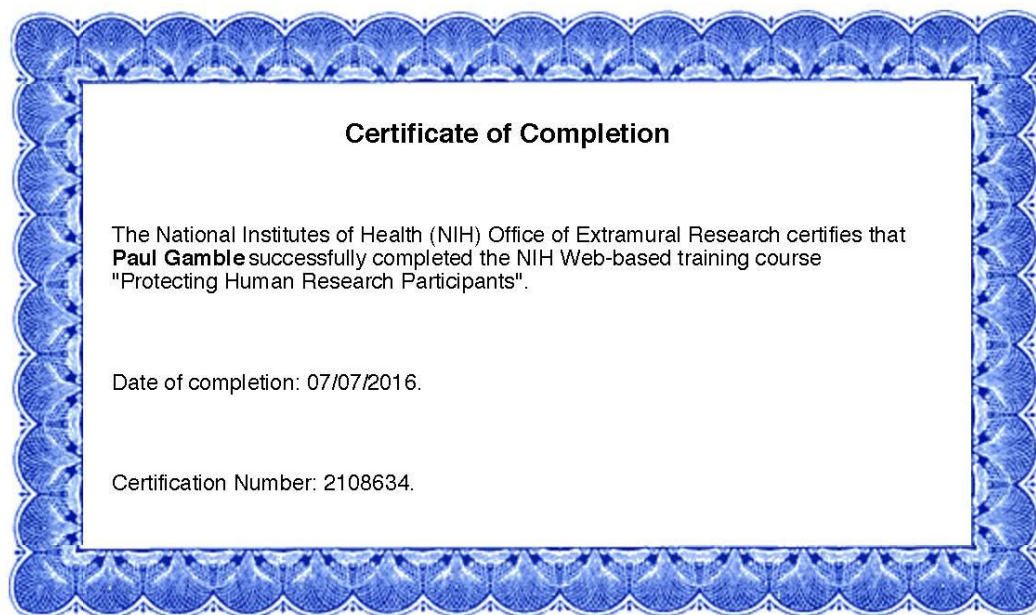 Certificate of Completion
The National Institutes of Health (NIH) Office of Extramural Research certifies that
Paul Gamble successfully completed the NIH Web-based training course
"Protecting Human Research Participants".
Date of completion: 07/07/2016.
Certification Number: 2108634.